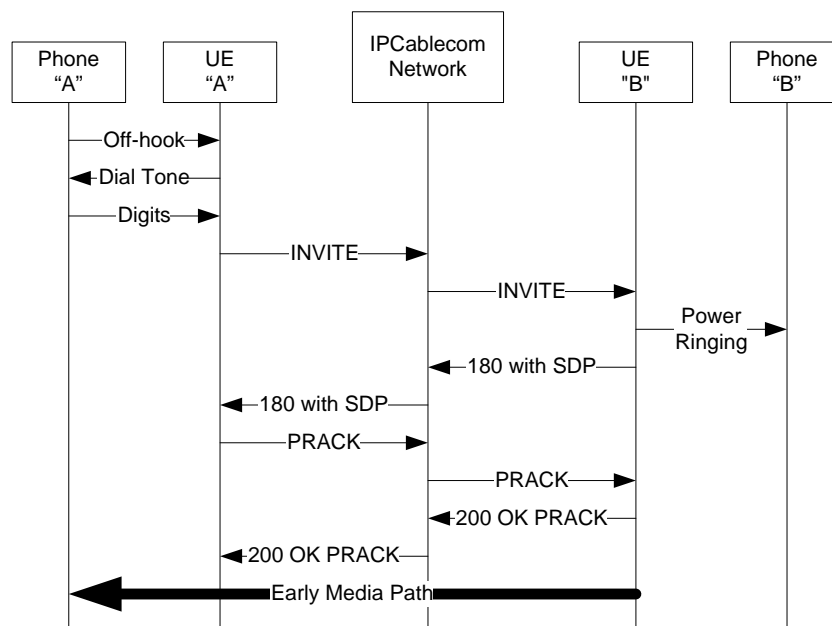 Phone
“A”
UE
“A”
IPCablecom
Network
UE
"B"
Phone
“B”
Off-hook
Dial Tone
Digits
INVITE
INVITE
Power
Ringing
180 with SDP
180 with SDP
PRACK
PRACK
200 OK PRACK
200 OK PRACK
Early Media Path